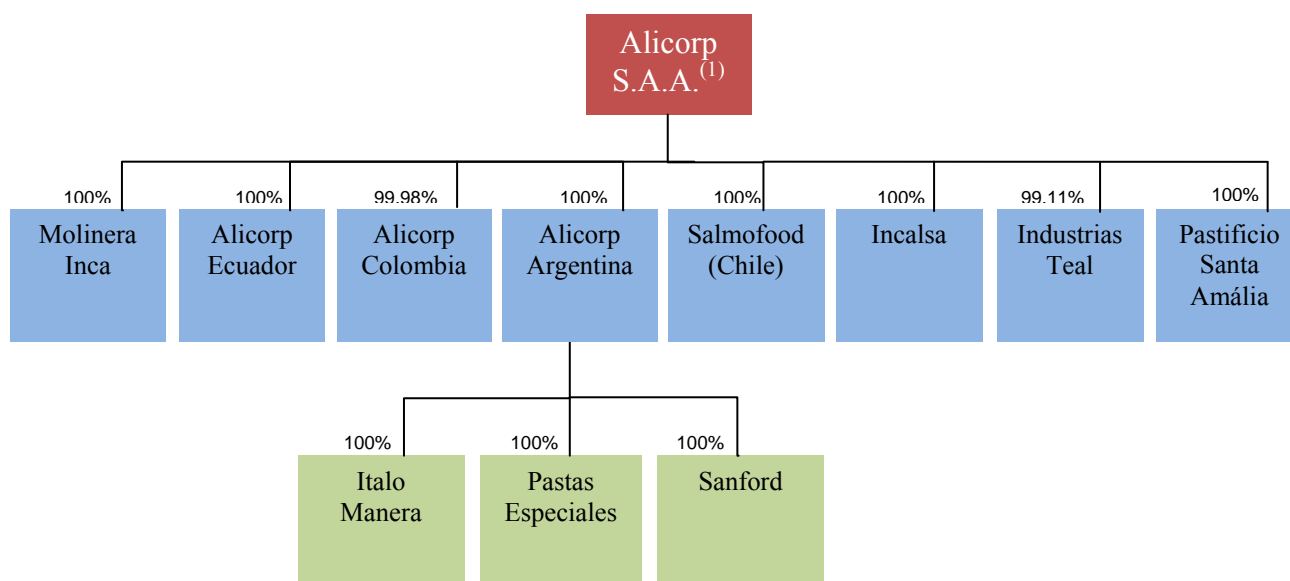 Alicorp
S.A.A.(1)
100% 100% 99.98% 100% 100% 100% 99.11% 100%
Molinera
Inca
Alicorp
Ecuador
Alicorp
Colombia
Alicorp
Argentina
Salmofood
(Chile)
Incalsa
Industrias
Teal
Pastificio
Santa
Amália
100% 100% 100%
Italo
Manera
Pastas
Especiales
Sanford